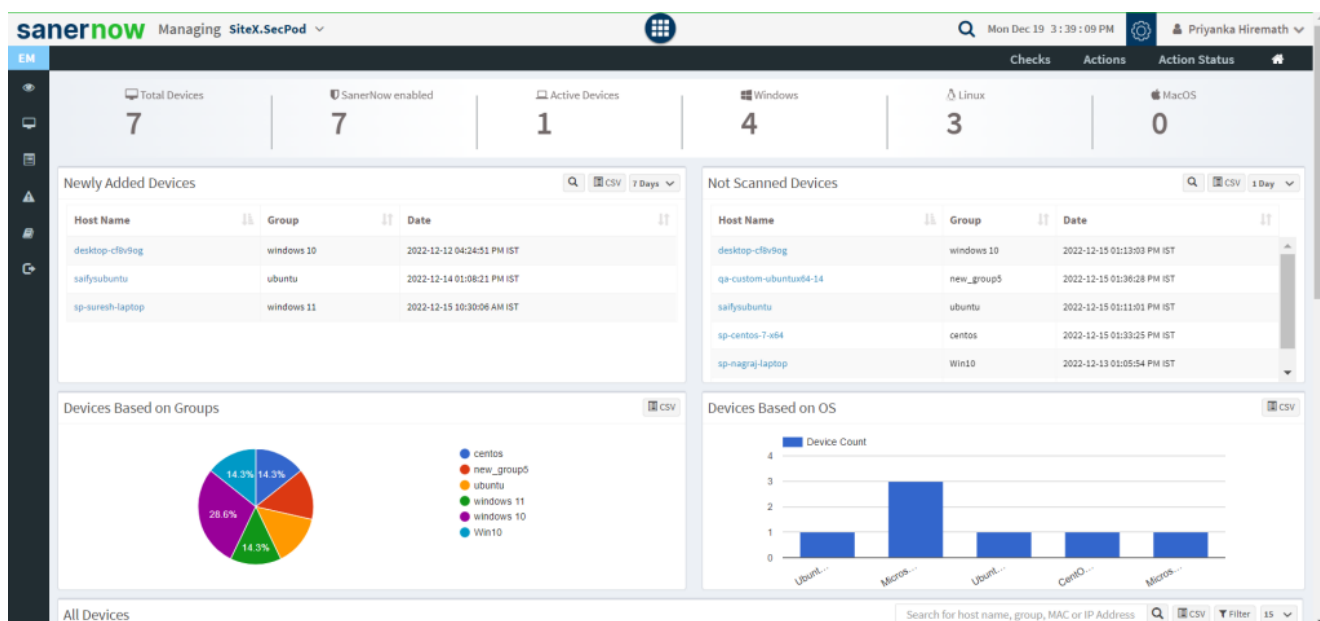 sanernow Managing SiteX.SecPod Mon Dec 19 3:39:09 PM Priyanka Hiremath
EM Checks Actions Action Status
Total Devices SanerNow enabled Active Devices Windows Linux MacOS
7 7 1 4 3 0
Newly Added Devices CSV 7 Days
Host Name Group Date
desktop-cf8v9og windows 10 2022-12-12 04:24:51 PM IST
saifysubuntu ubuntu 2022-12-14 01:08:21 PM IST
sp-suresh-laptop windows 11 2022-12-15 10:30:06 AM IST
Not Scanned Devices CSV 1 Day
Host Name Group Date
desktop-cf8v9og windows 10 2022-12-15 01:13:03 PM IST
qa-custom-ubuntux64-14 new_group5 2022-12-15 01:36:28 PM IST
saifysubuntu ubuntu 2022-12-15 01:11:01 PM IST
sp-centos-7-x64 centos 2022-12-15 01:33:25 PM IST
sp-nagraj-laptop Win10 2022-12-13 01:05:54 PM IST
Devices Based on Groups CSV
14.3% 14.3%
28.6%
14.3%
centos
new_group5
ubuntu
windows 11
windows 10
Win10
Devices Based on OS CSV
Device Count
4
3
2
1
0
Ubunt... Micros... Ubunt... CentO... Micros...
All Devices Search for host name, group, MAC or IP Address CSV Filter 15